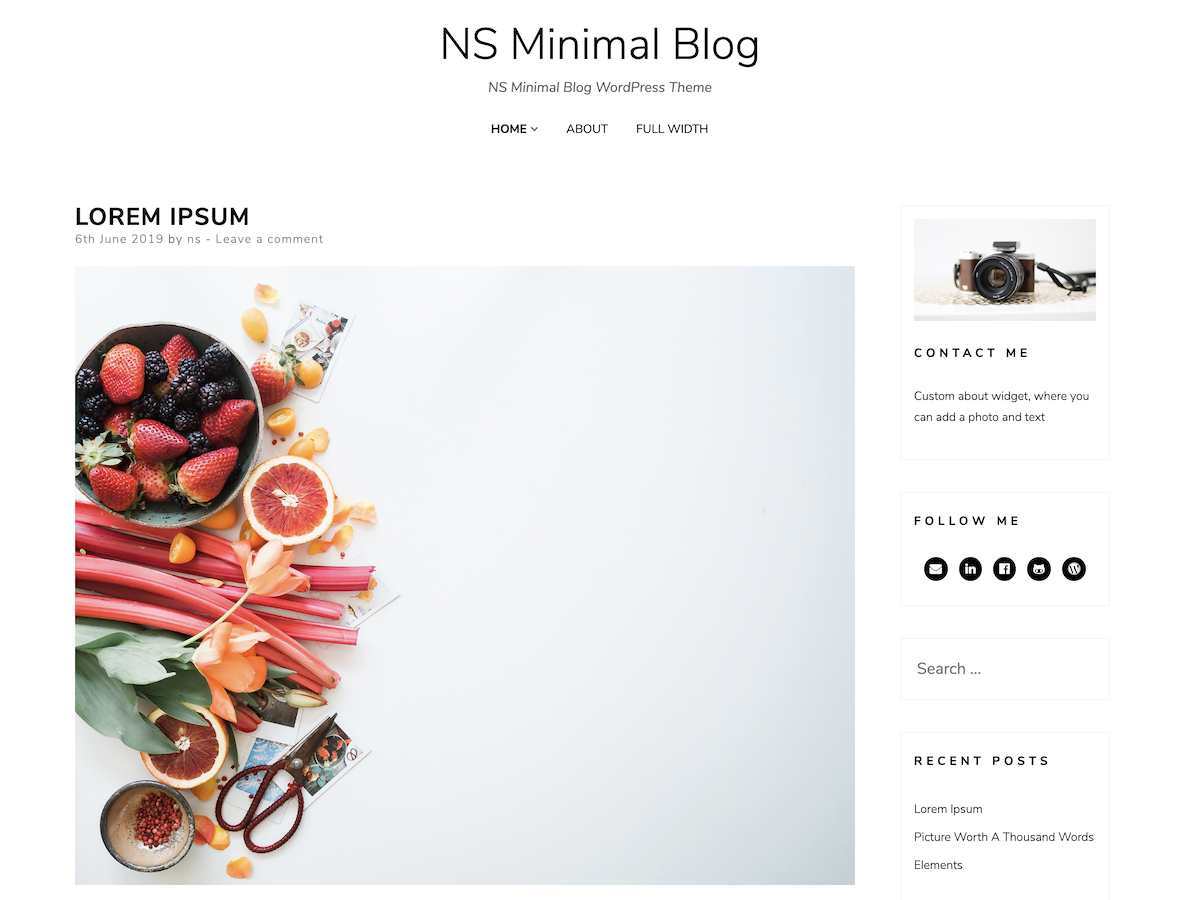 NS Minimal Blog
NS Minimal Blog WordPress Theme
HOME ABOUT FULL WIDTH
LOREM IPSUM
6th June 2019 by ns - Leave a comment
CONTACT ME
Custom about widget, where you
can add a photo and text
FOLLOW ME
Search ...
RECENT POSTS
Lorem Ipsum
Picture Worth A Thousand Words
Elements